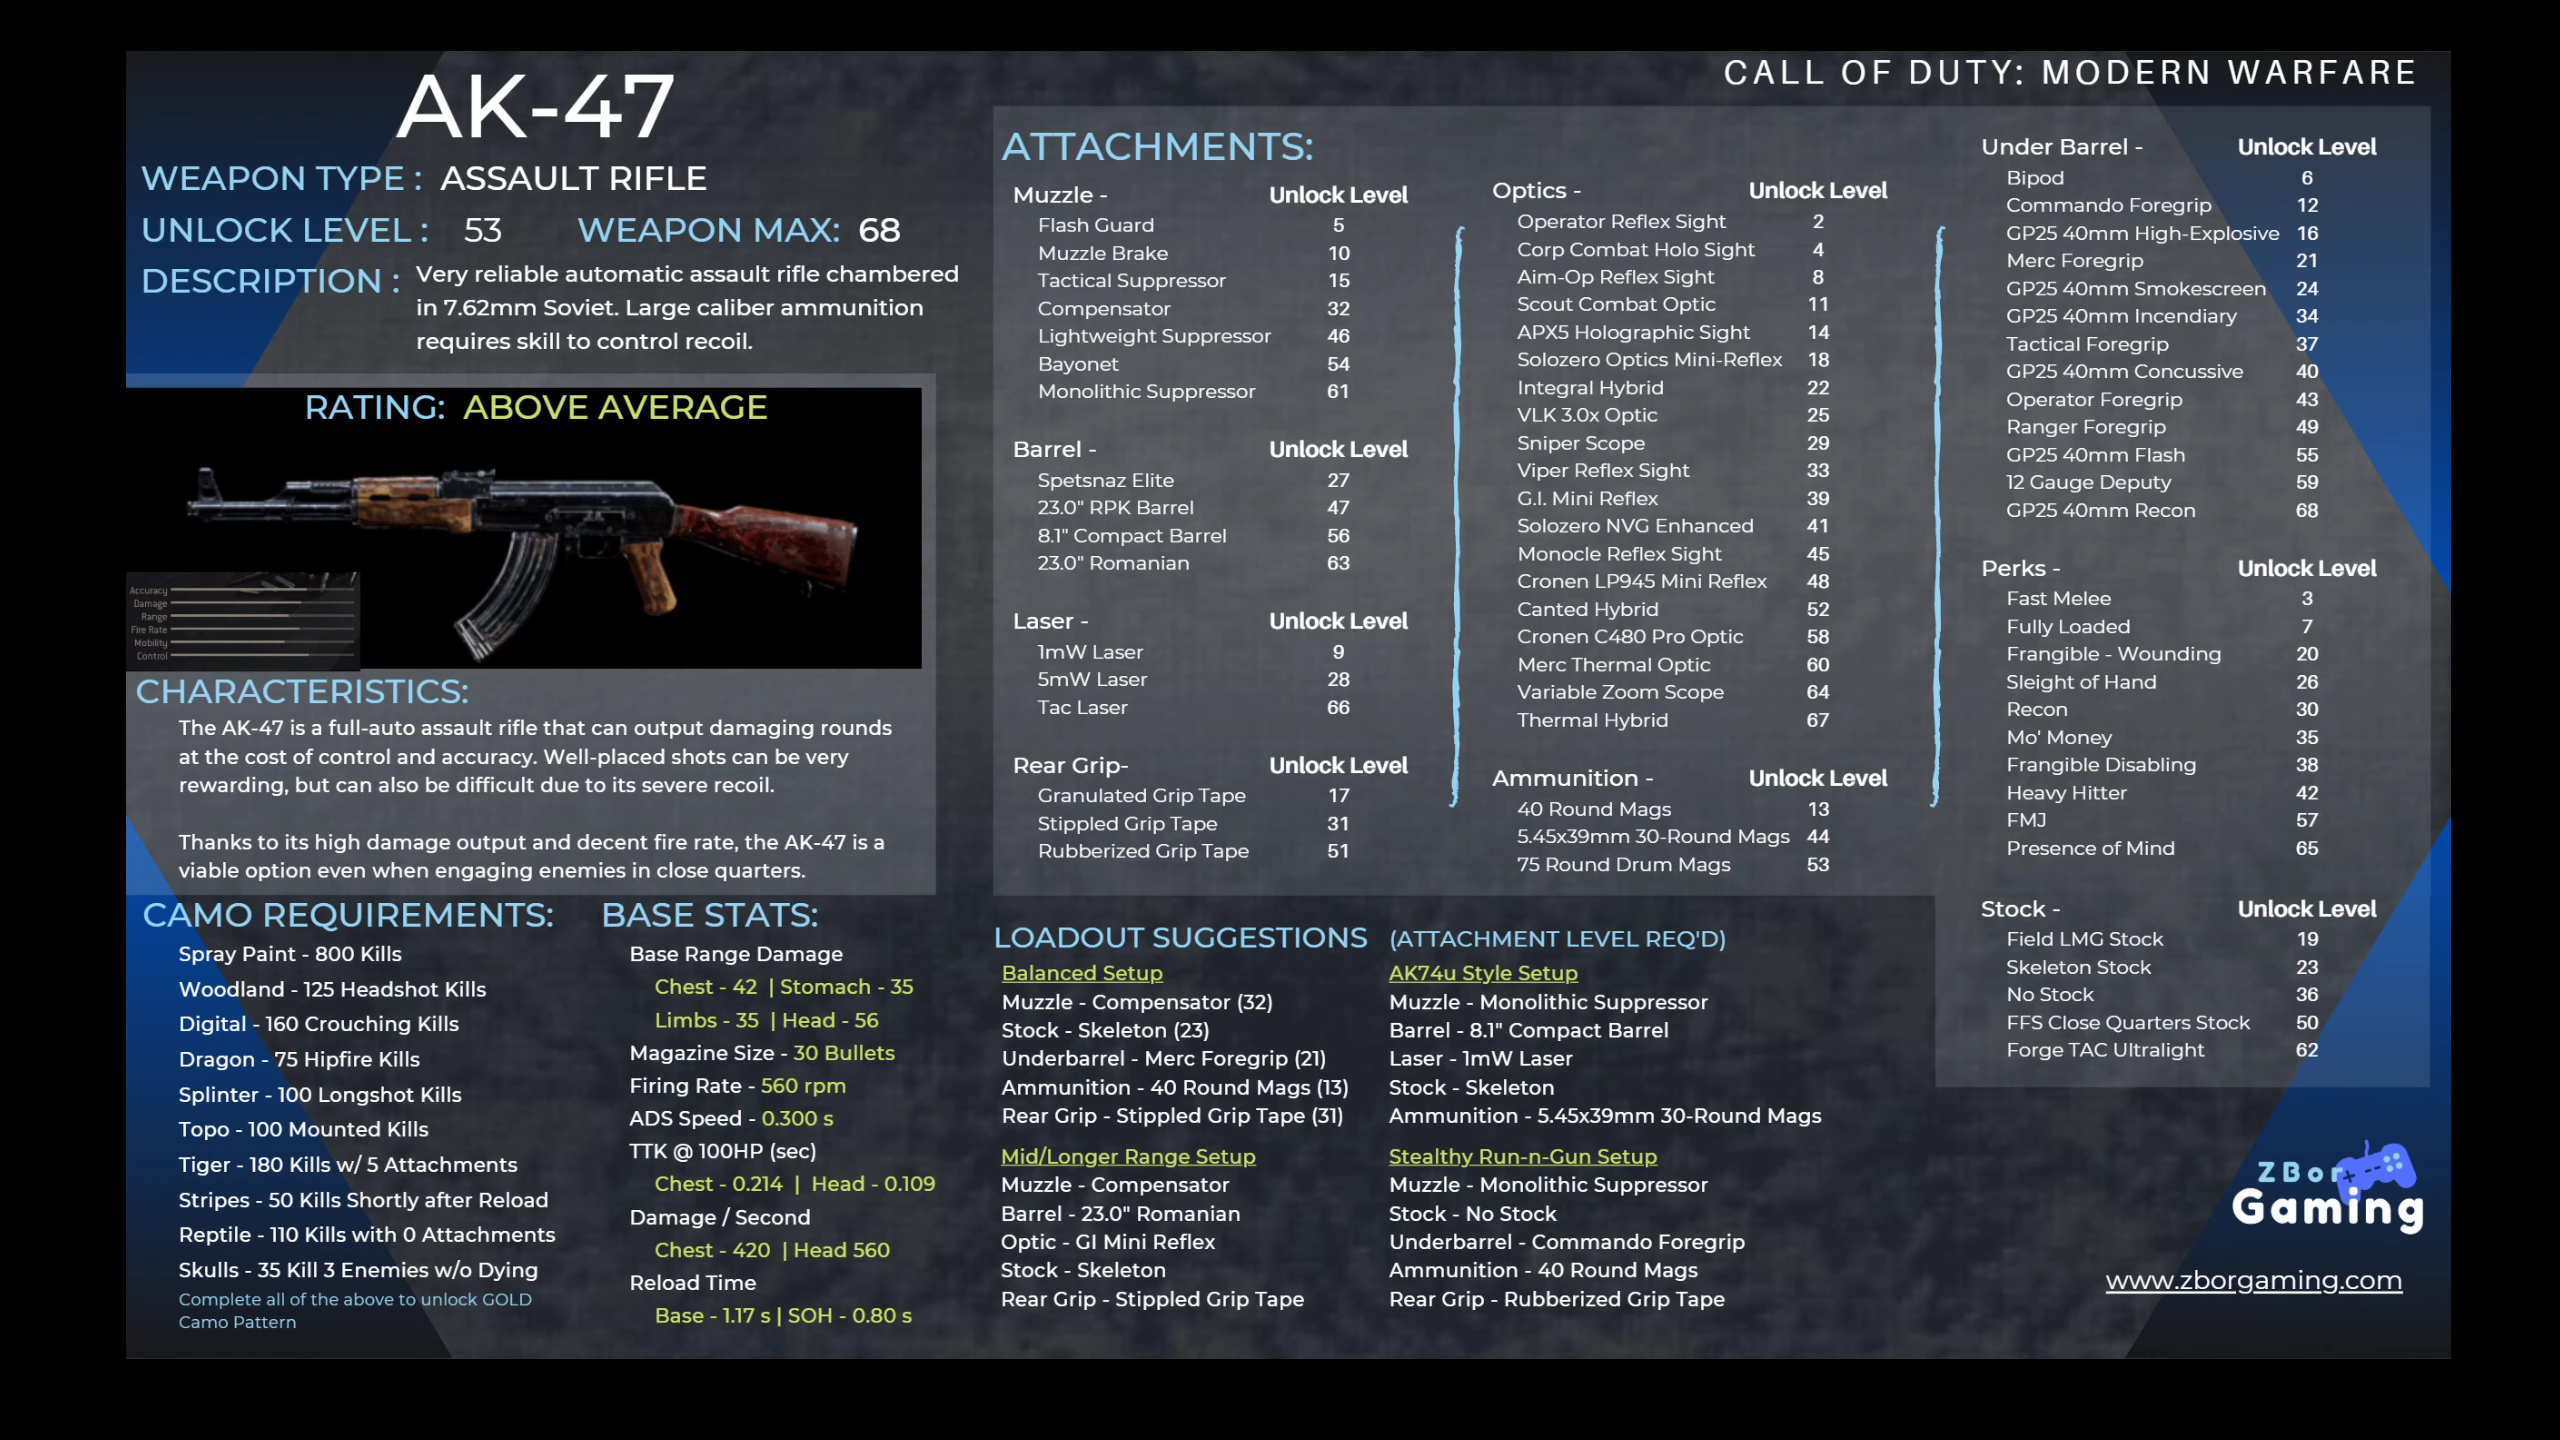 CALL OF DUTY: MODERN WARFARE
AK-47
WEAPON TYPE : ASSAULT RIFLE
UNLOCK LEVEL : 53 WEAPON MAX: 68
DESCRIPTION : Very reliable automatic assault rifle chambered
in 7.62mm Soviet. Large caliber ammunition
requires skill to control recoil.
RATING: ABOVE AVERAGE
Accuracy
Damage
Range
Fire Rate
Mobility
Control
CHARACTERISTICS:
The AK-47 is a full-auto assault rifle that can output damaging rounds
at the cost of control and accuracy. Well-placed shots can be very
rewarding, but can also be difficult due to its severe recoil.
Thanks to its high damage output and decent fire rate, the AK-47 is a
viable option even when engaging enemies in close quarters.
CAMO REQUIREMENTS:
Spray Paint - 800 Kills
Woodland - 125 Headshot Kills
Digital - 160 Crouching Kills
Dragon - 75 Hipfire Kills
Splinter - 100 Longshot Kills
Topo - 100 Mounted Kills
Tiger - 180 Kills w/ 5 Attachments
Stripes - 50 Kills Shortly after Reload
Reptile - 110 Kills with 0 Attachments
Skulls - 35 Kill 3 Enemies w/o Dying
Complete all of the above to unlock GOLD
Camo Pattern
BASE STATS:
Base Range Damage
Chest - 42 | Stomach - 35
Limbs - 35 | Head - 56
Magazine Size - 30 Bullets
Firing Rate - 560 rpm
ADS Speed - 0.300 s
TTK @ 100HP (sec)
Chest - 0.214 | Head - 0.109
Damage / Second
Chest - 420 | Head 560
Reload Time
Base - 1.17 s | SOH - 0.80 s
ATTACHMENTS:
Muzzle - Unlock Level
Flash Guard 5
Muzzle Brake 10
Tactical Suppressor 15
Compensator 32
Lightweight Suppressor 46
Bayonet 54
Monolithic Suppressor 61
Barrel - Unlock Level
Spetsnaz Elite 27
23.0" RPK Barrel 47
8.1" Compact Barrel 56
23.0" Romanian 63
Laser - Unlock Level
1mW Laser 9
5mW Laser 28
Tac Laser 66
Rear Grip- Unlock Level
Granulated Grip Tape 17
Stippled Grip Tape 31
Rubberized Grip Tape 51
Optics - Unlock Level
Operator Reflex Sight 2
Corp Combat Holo Sight 4
Aim-Op Reflex Sight 8
Scout Combat Optic 11
APX5 Holographic Sight 14
Solozero Optics Mini-Reflex 18
Integral Hybrid 22
VLK 3.0x Optic 25
Sniper Scope 29
Viper Reflex Sight 33
G.I. Mini Reflex 39
Solozero NVG Enhanced 41
Monocle Reflex Sight 45
Cronen LP945 Mini Reflex 48
Canted Hybrid 52
Cronen C480 Pro Optic 58
Merc Thermal Optic 60
Variable Zoom Scope 64
Thermal Hybrid 67
Ammunition - Unlock Level
40 Round Mags 13
5.45x39mm 30-Round Mags 44
75 Round Drum Mags 53
Under Barrel - Unlock Level
Bipod 6
Commando Foregrip 12
GP25 40mm High-Explosive 16
Merc Foregrip 21
GP25 40mm Smokescreen 24
GP25 40mm Incendiary 34
Tactical Foregrip 37
GP25 40mm Concussive 40
Operator Foregrip 43
Ranger Foregrip 49
GP25 40mm Flash 55
12 Gauge Deputy 59
GP25 40mm Recon 68
Perks - Unlock Level
Fast Melee 3
Fully Loaded 7
Frangible - Wounding 20
Sleight of Hand 26
Recon 30
Mo' Money 35
Frangible Disabling 38
Heavy Hitter 42
FMJ 57
Presence of Mind 65
Stock - Unlock Level
Field LMG Stock 19
Skeleton Stock 23
No Stock 36
FFS Close Quarters Stock 50
Forge TAC Ultralight 62
LOADOUT SUGGESTIONS (ATTACHMENT LEVEL REQ'D)
Balanced Setup
Muzzle - Compensator (32)
Stock - Skeleton (23)
Underbarrel - Merc Foregrip (21)
Ammunition - 40 Round Mags (13)
Rear Grip - Stippled Grip Tape (31)
Mid/Longer Range Setup
Muzzle - Compensator
Barrel - 23.0" Romanian
Optic - GI Mini Reflex
Stock - Skeleton
Rear Grip - Stippled Grip Tape
AK74u Style Setup
Muzzle - Monolithic Suppressor
Barrel - 8.1" Compact Barrel
Laser - 1mW Laser
Stock - Skeleton
Ammunition - 5.45x39mm 30-Round Mags
Stealthy Run-n-Gun Setup
Muzzle - Monolithic Suppressor
Stock - No Stock
Underbarrel - Commando Foregrip
Ammunition - 40 Round Mags
Rear Grip - Rubberized Grip Tape
ZBor
Gaming
www.zborgaming.com